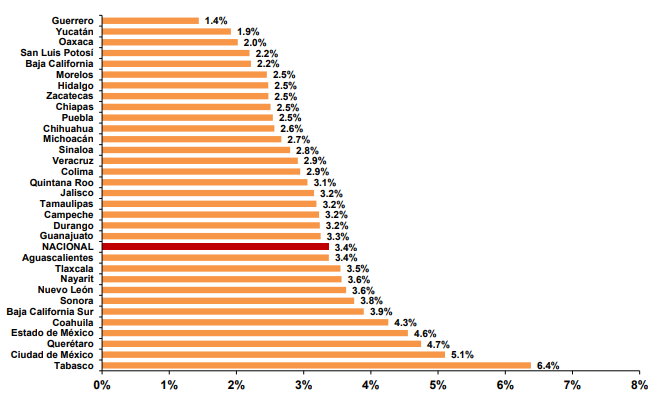 Guerrero 1.4%
Yucatán 1.9%
Oaxaca 2.0%
San Luis Potosí 2.2%
Baja California 2.2%
Morelos 2.5%
Hidalgo 2.5%
Zacatecas 2.5%
Chiapas 2.5%
Puebla 2.5%
Chihuahua 2.6%
Michoacán 2.7%
Sinaloa 2.8%
Veracruz 2.9%
Colima 2.9%
Quintana Roo 3.1%
Jalisco 3.2%
Tamaulipas 3.2%
Campeche 3.2%
Durango 3.2%
Guanajuato 3.3%
NACIONAL 3.4%
Aguascalientes 3.4%
Tlaxcala 3.5%
Nayarit 3.6%
Nuevo León 3.6%
Sonora 3.8%
Baja California Sur 3.9%
Coahuila 4.3%
Estado de México 4.6%
Querétaro 4.7%
Ciudad de México 5.1%
Tabasco 6.4%
0% 1% 2% 3% 4% 5% 6% 7% 8%